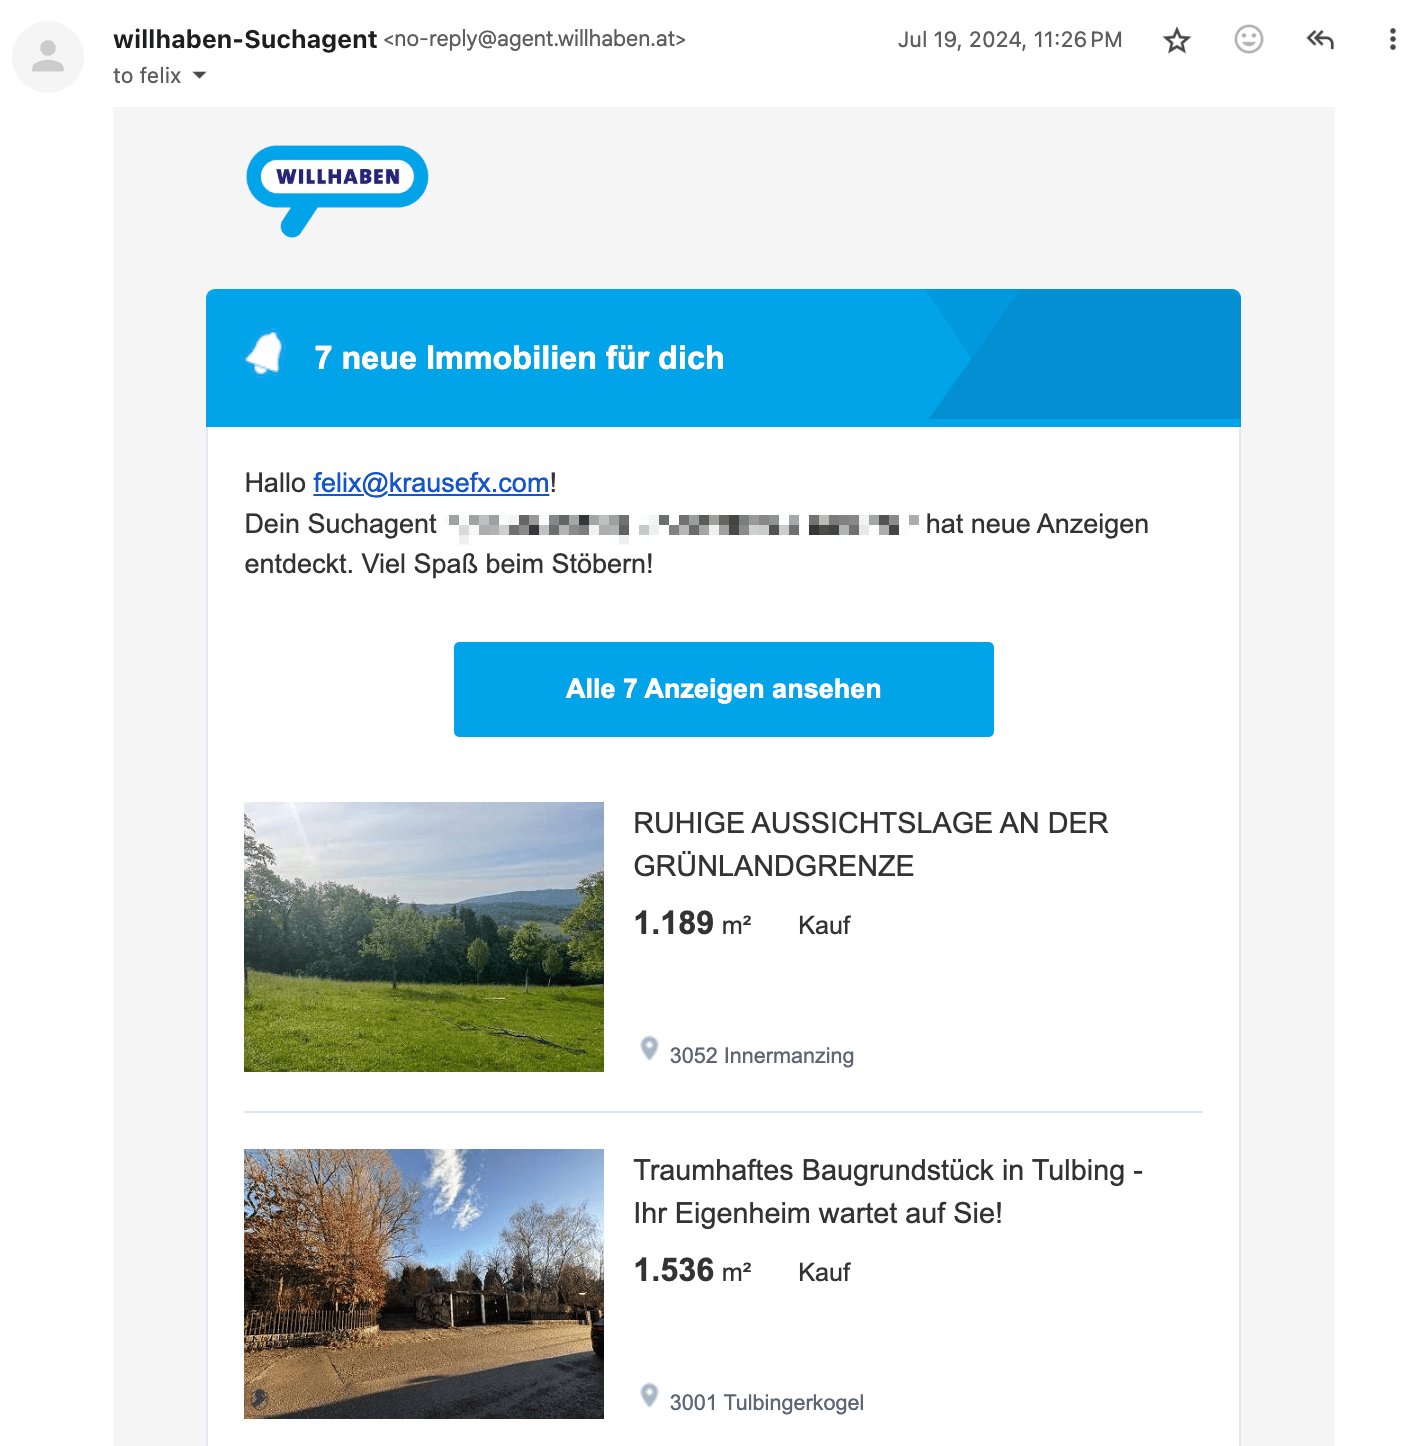 willhaben-Suchagent <no-reply@agent.willhaben.at>
Jul 19, 2024, 11:26 PM
to felix
WILLHABEN
7 neue Immobilien für dich
Hallo felix@krausefx.com!
Dein Suchagent hat neue Anzeigen
entdeckt. Viel Spaß beim Stöbern!
Alle 7 Anzeigen ansehen
RUHIGE AUSSICHTSLAGE AN DER
GRÜNLANDGRENZE
1.189 m² Kauf
3052 Innermanzing
Traumhaftes Baugrundstück in Tulbing -
Ihr Eigenheim wartet auf Sie!
1.536 m² Kauf
3001 Tulbingerkogel